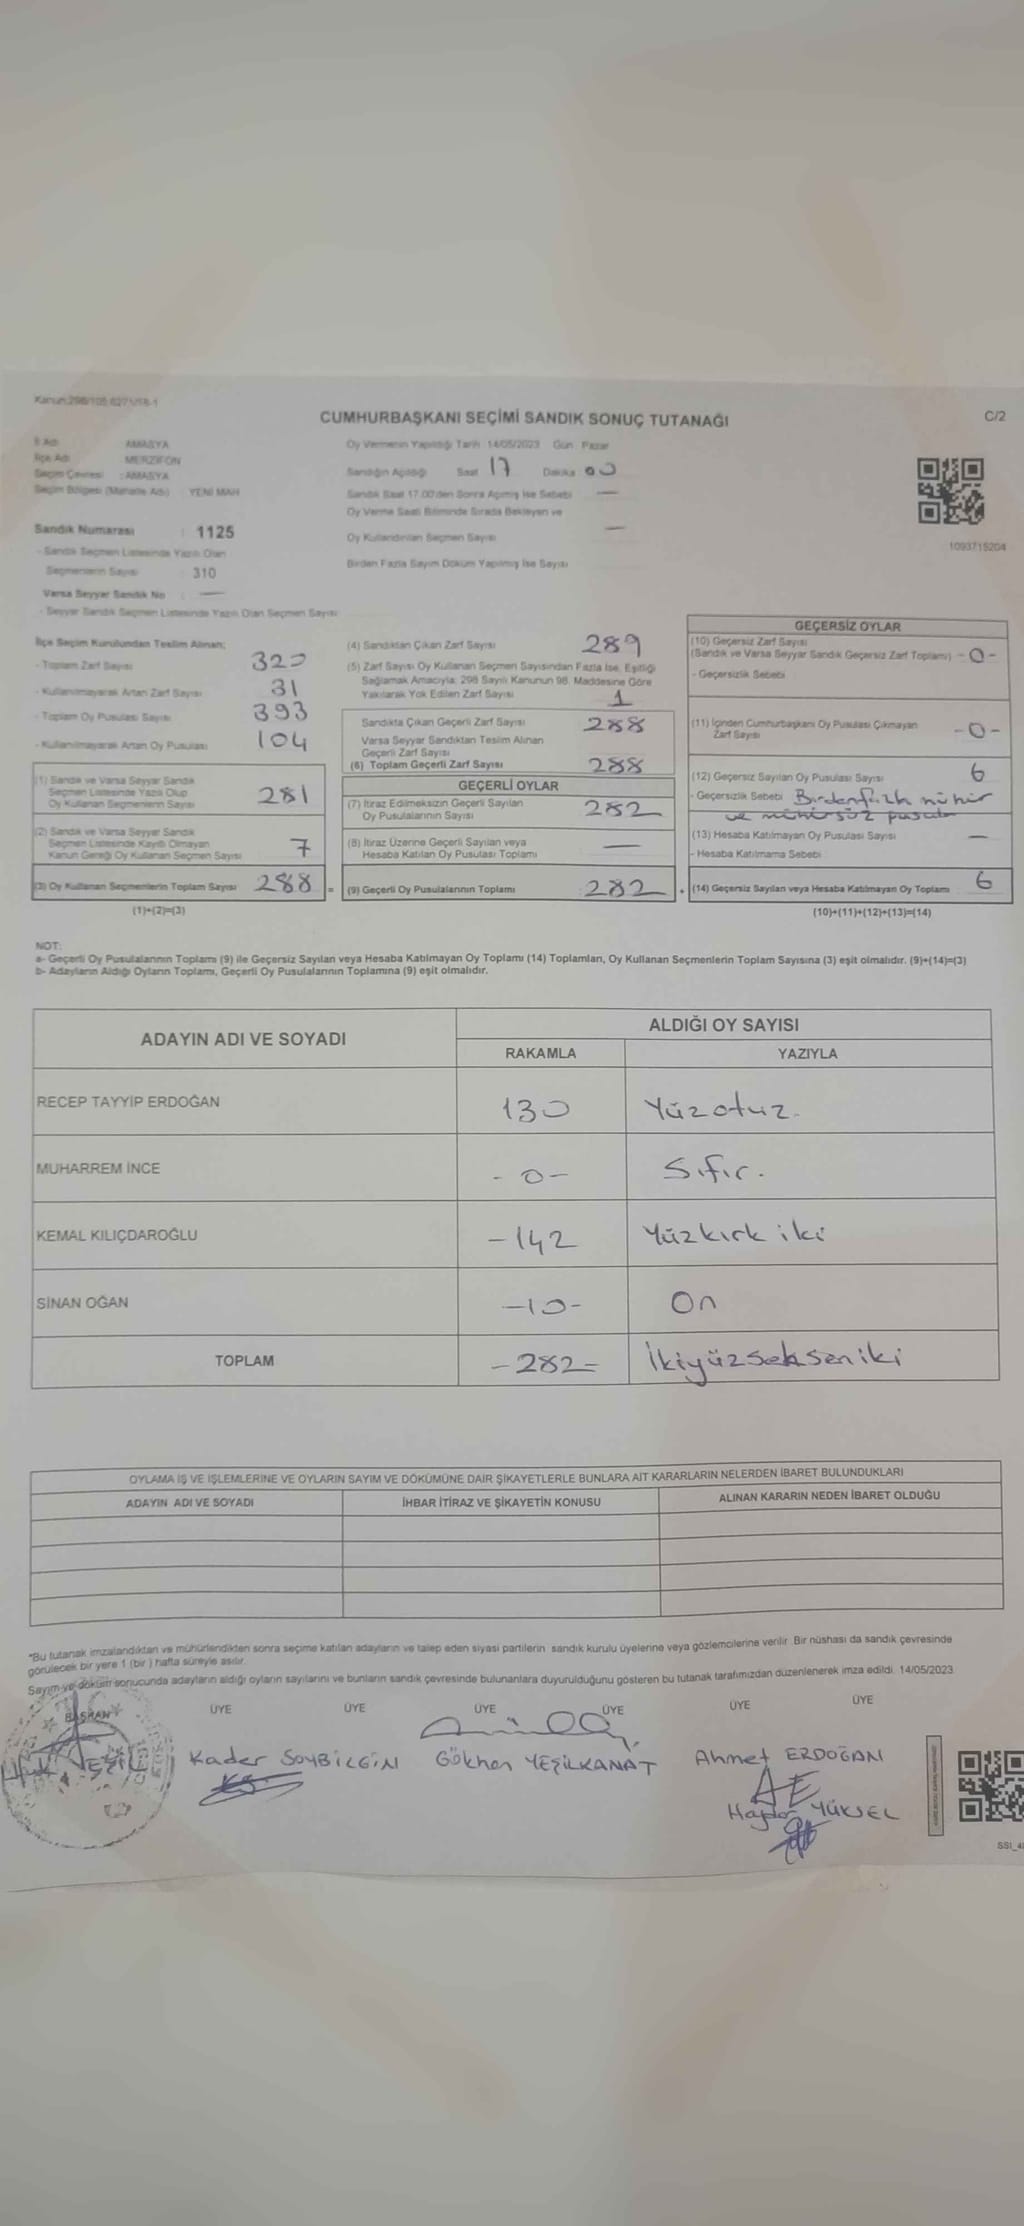 Kanun:298/105 6271/18-1
CUMHURBAŞKANI SEÇİMİ SANDIK SONUÇ TUTANAĞI
C/2
İl Adı AMASYA
İlçe Adı MERZİFON
Seçim Çevresi : AMASYA
Seçim Bölgesi (Mahalle Adı) YENİ MAH
Sandık Numarası : 1125
- Sandık Seçmen Listesinde Yazılı Olan
Seçmenlerin Sayısı : 310
Varsa Seyyar Sandık No : —
- Seyyar Sandık Seçmen Listesinde Yazılı Olan Seçmen Sayısı
Oy Vermenin Yapıldığı Tarih 14/05/2023 Gün Pazar
Sandığın Açıldığı Saat 17 Dakika 00
Sandık Saat 17.00'den Sonra Açılmış İse Sebebi —
Oy Verme Saati Bitiminde Sırada Bekleyen ve
Oy Kullandırılan Seçmen Sayısı —
Birden Fazla Sayım Döküm Yapılmış İse Sayısı
1093715204
İlçe Seçim Kurulundan Teslim Alınan;
- Toplam Zarf Sayısı 320
- Kullanılmayarak Artan Zarf Sayısı 31
- Toplam Oy Pusulası Sayısı 393
- Kullanılmayarak Artan Oy Pusulası 104
(1) Sandık ve Varsa Seyyar Sandık
Seçmen Listesinde Yazılı Olup
Oy Kullanan Seçmenlerin Sayısı 281
(2) Sandık ve Varsa Seyyar Sandık
Seçmen Listesinde Kayıtlı Olmayan
Kanun Gereği Oy Kullanan Seçmen Sayısı 7
(3) Oy Kullanan Seçmenlerin Toplam Sayısı 288 =
(1)+(2)=(3)
(4) Sandıktan Çıkan Zarf Sayısı 289
(5) Zarf Sayısı Oy Kullanan Seçmen Sayısından Fazla İse, Eşitliği
Sağlamak Amacıyla, 298 Sayılı Kanunun 98. Maddesine Göre
Yakılarak Yok Edilen Zarf Sayısı 1
Sandıkta Çıkan Geçerli Zarf Sayısı 288
Varsa Seyyar Sandıktan Teslim Alınan
Geçerli Zarf Sayısı
(6) Toplam Geçerli Zarf Sayısı 288
GEÇERLİ OYLAR
(7) İtiraz Edilmeksizin Geçerli Sayılan
Oy Pusulalarının Sayısı 282
(8) İtiraz Üzerine Geçerli Sayılan veya
Hesaba Katılan Oy Pusulası Toplamı —
(9) Geçerli Oy Pusulalarının Toplamı 282 +
GEÇERSİZ OYLAR
(10) Geçersiz Zarf Sayısı
(Sandık ve Varsa Seyyar Sandık Geçersiz Zarf Toplamı) -0-
- Geçersizlik Sebebi
(11) İçinden Cumhurbaşkanı Oy Pusulası Çıkmayan
Zarf Sayısı -0-
(12) Geçersiz Sayılan Oy Pusulası Sayısı 6
- Geçersizlik Sebebi Birden fazla mühür
ve mühürsüz pusula
(13) Hesaba Katılmayan Oy Pusulası Sayısı —
- Hesaba Katılmama Sebebi
(14) Geçersiz Sayılan veya Hesaba Katılmayan Oy Toplamı 6
(10)+(11)+(12)+(13)=(14)
NOT:
a- Geçerli Oy Pusulalarının Toplamı (9) ile Geçersiz Sayılan veya Hesaba Katılmayan Oy Toplamı (14) Toplamları, Oy Kullanan Seçmenlerin Toplam Sayısına (3) eşit olmalıdır. (9)+(14)=(3)
b- Adayların Aldığı Oyların Toplamı, Geçerli Oy Pusulalarının Toplamına (9) eşit olmalıdır.
ADAYIN ADI VE SOYADI
ALDIĞI OY SAYISI
RAKAMLA YAZIYLA
RECEP TAYYİP ERDOĞAN 130 Yüzotuz.
MUHARREM İNCE -0- Sıfır.
KEMAL KILIÇDAROĞLU -142 Yüzkırk iki
SİNAN OĞAN -10- On
TOPLAM -282= İkiyüzseksen iki
OYLAMA İŞ VE İŞLEMLERİNE VE OYLARIN SAYIM VE DÖKÜMÜNE DAİR ŞİKAYETLERLE BUNLARA AİT KARARLARIN NELERDEN İBARET BULUNDUKLARI
ADAYIN ADI VE SOYADI İHBAR İTİRAZ VE ŞİKAYETİN KONUSU ALINAN KARARIN NEDEN İBARET OLDUĞU
"Bu tutanak imzalandıktan ve mühürlendikten sonra seçime katılan adayların ve talep eden siyasi partilerin sandık kurulu üyelerine veya gözlemcilerine verilir. Bir nüshası da sandık çevresinde
görülecek bir yere 1 (bir) hafta süreyle asılır.
Sayım ve döküm sonucunda adayların aldığı oyların sayılarını ve bunların sandık çevresinde bulunanlara duyurulduğunu gösteren bu tutanak tarafımızdan düzenlenerek imza edildi. 14/05/2023
BAŞKAN ÜYE ÜYE ÜYE ÜYE ÜYE ÜYE
Kader SOYBİLGİN Gökhan YEŞİLKANAT Ahmet ERDOĞAN
AE
Haydar YÜKSEL